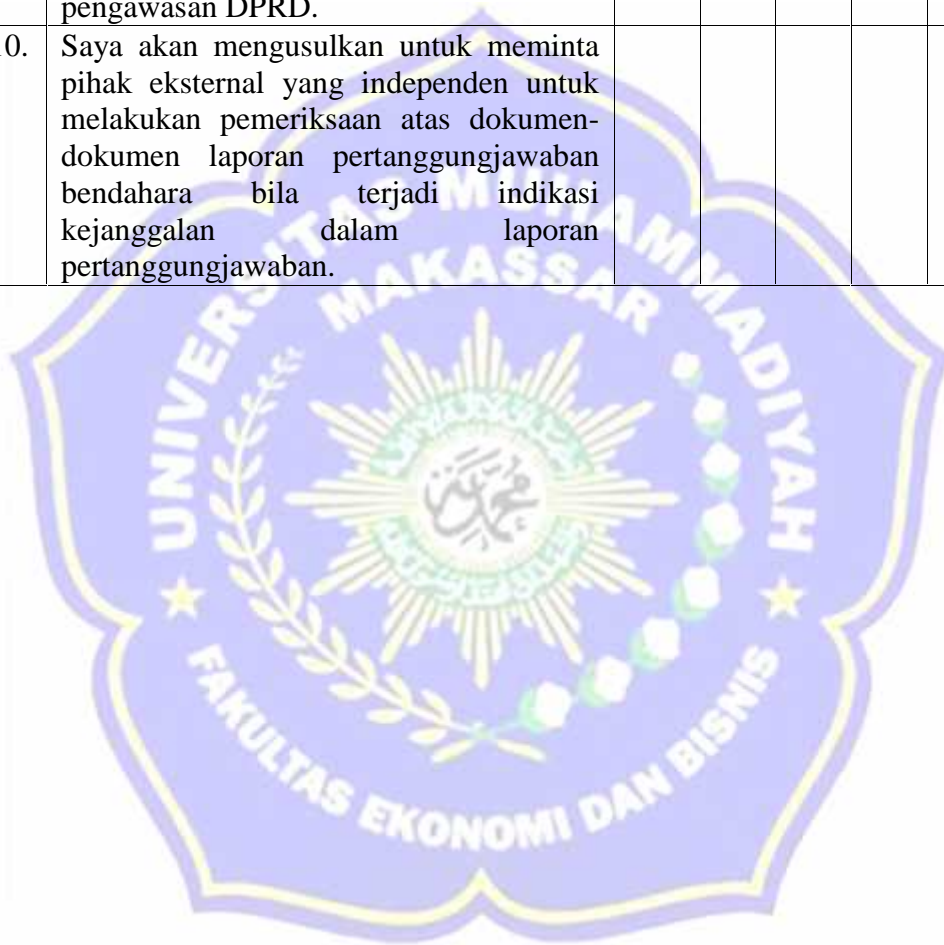 pengawasan DPRD.
0. Saya akan mengusulkan untuk meminta
pihak eksternal yang independen untuk
melakukan pemeriksaan atas dokumen-
dokumen laporan pertanggungjawaban
bendahara bila terjadi indikasi
kejanggalan dalam laporan
pertanggungjawaban.
UNIVERSITAS MUHAMMADIYAH
MAKASSAR
محمد
FAKULTAS EKONOMI DAN BISNIS